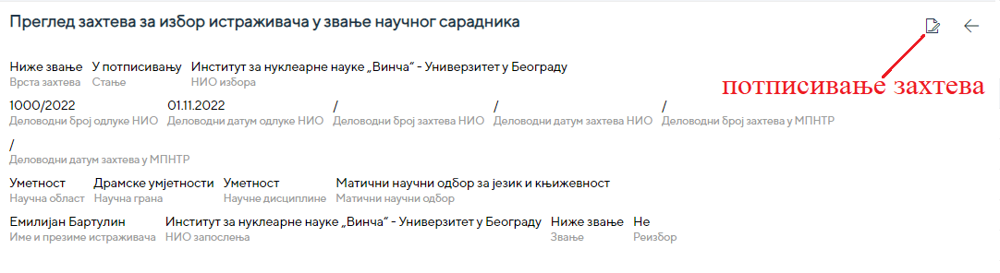 Преглед захтева за избор истраживача у звање научног сарадника
потписивање захтева
Ниже звање У потписивању Институт за нуклеарне науке „Винча“ - Универзитет у Београду
Врста захтева Стање НИО избора
1000/2022 01.11.2022 / / /
Деловодни број одлуке НИО Деловодни датум одлуке НИО Деловодни број захтева НИО Деловодни датум захтева НИО Деловодни број захтева у МПНТР
/
Деловодни датум захтева у МПНТР
Уметност Драмске умјетности Уметност Матични научни одбор за језик и књижевност
Научна област Научна грана Научне дисциплине Матични научни одбор
Емилијан Бартулин Институт за нуклеарне науке „Винча“ - Универзитет у Београду Ниже звање Не
Име и презиме истраживача НИО запослења Звање Реизбор